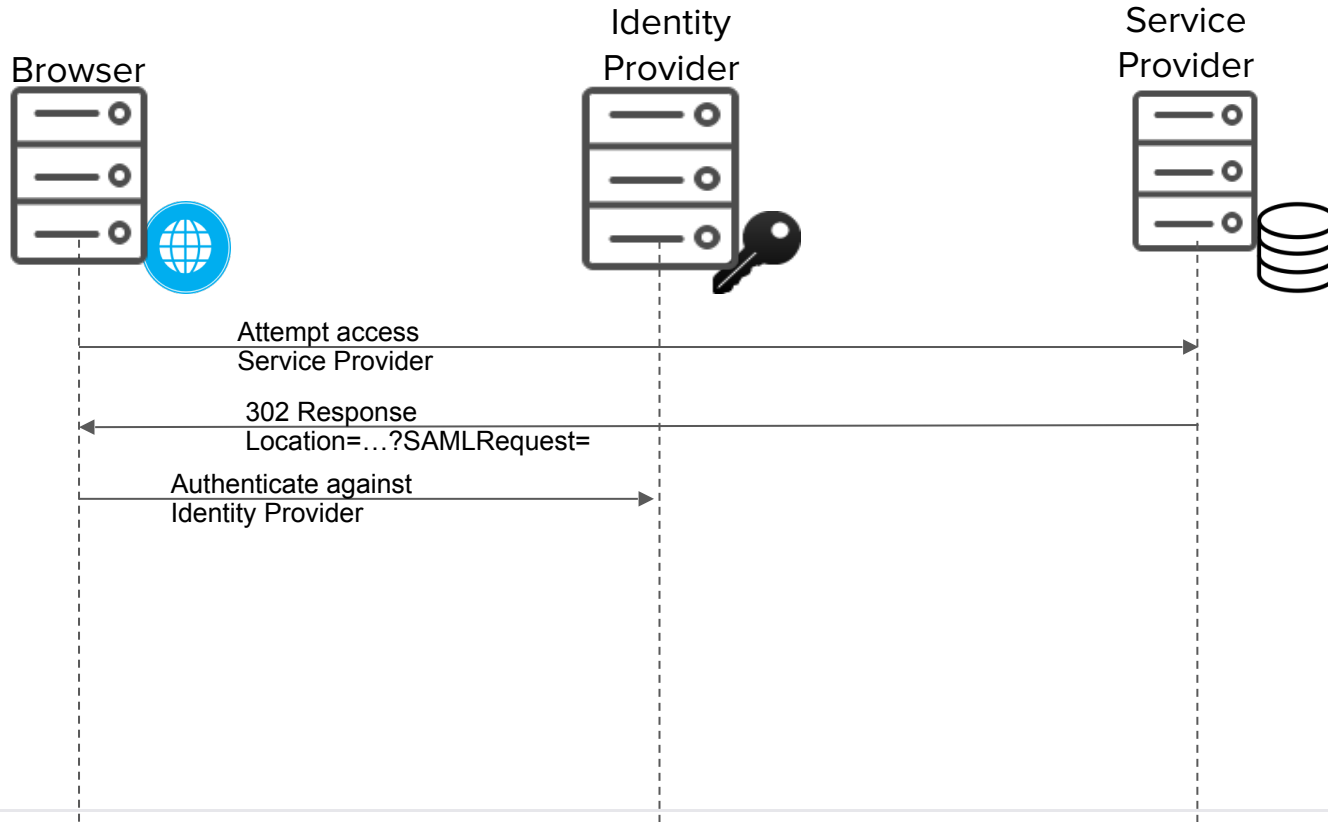 Identity
Provider
Service
Provider
Browser
Attempt access
Service Provider
302 Response
Location=…?SAMLRequest=
Authenticate against
Identity Provider